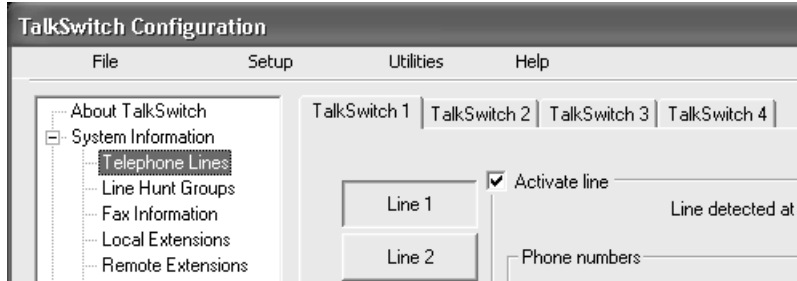 TalkSwitch Configuration
File Setup Utilities Help
About TalkSwitch
System Information
Telephone Lines
Line Hunt Groups
Fax Information
Local Extensions
Remote Extensions
TalkSwitch 1 TalkSwitch 2 TalkSwitch 3 TalkSwitch 4
Line 1
Line 2
Activate line
Line detected at
Phone numbers